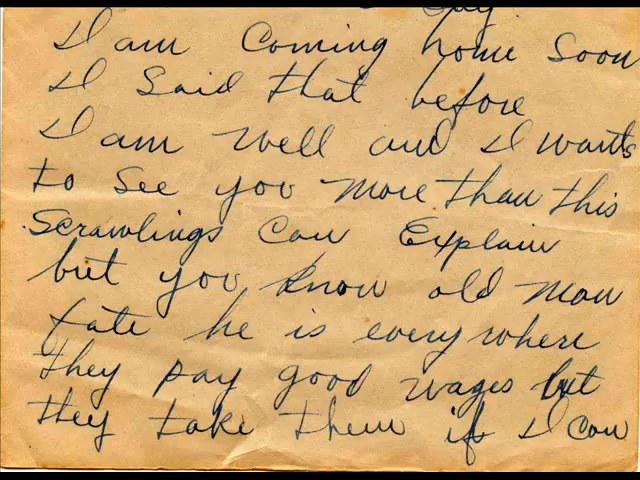 I am Coming home Soon
I Said that before
I am well and I wants
to See you more than this
Scrawlings Can Explain
but you know old man
fate he is everywhere
they pay good wages but
they take them if I can